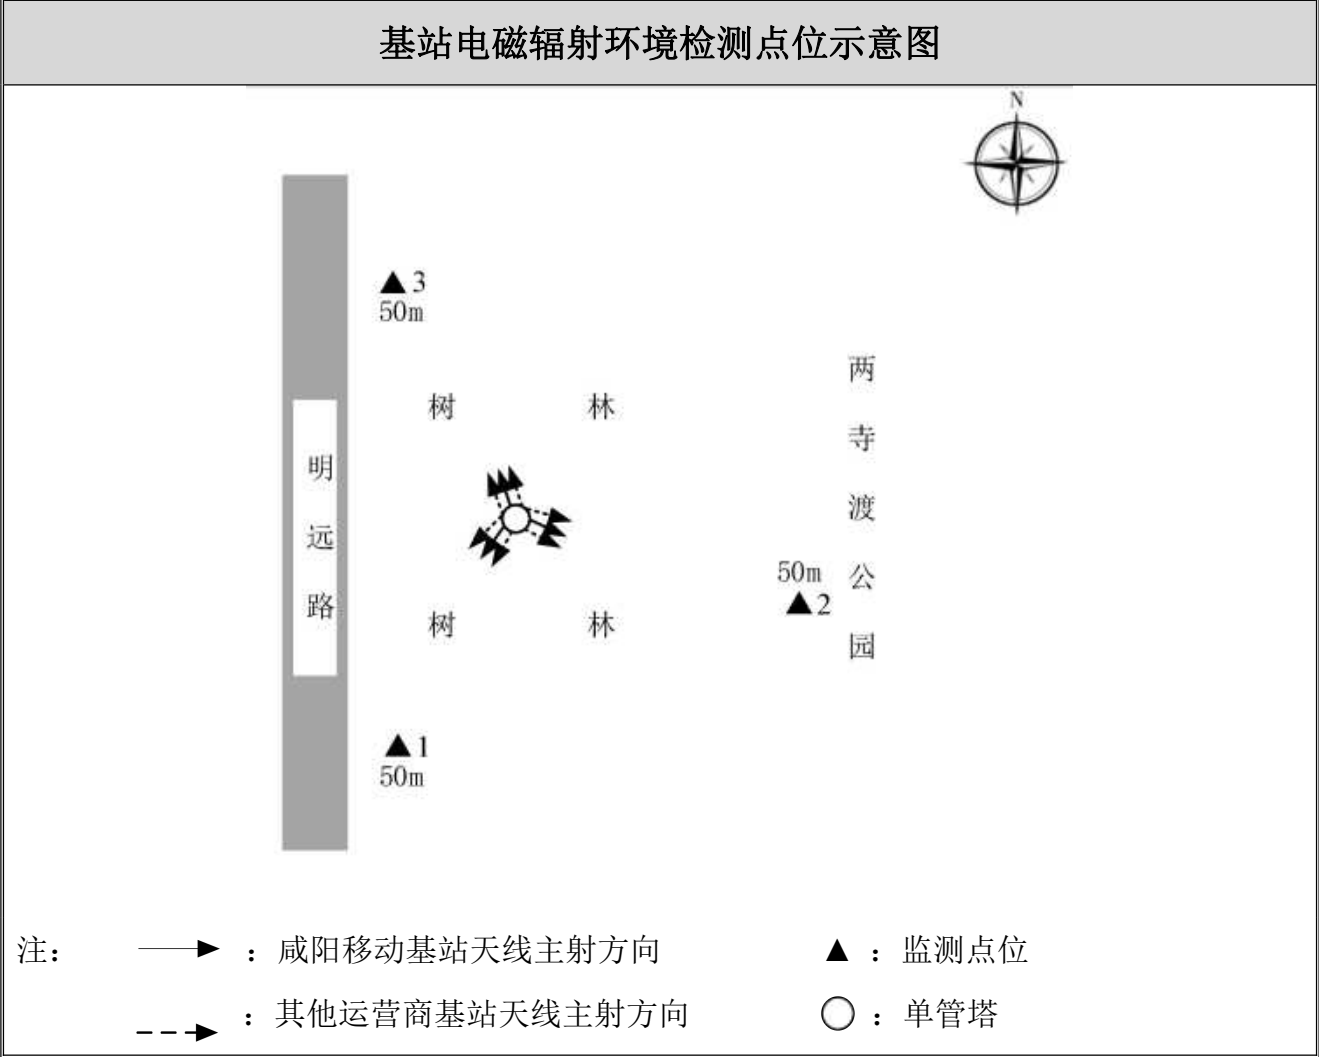 基站电磁辐射环境检测点位示意图
N
▲3
50m
树 林
明远路
两寺渡公园
50m
▲2
树 林
▲1
50m
注：
：咸阳移动基站天线主射方向
▲：监测点位
：其他运营商基站天线主射方向
：单管塔